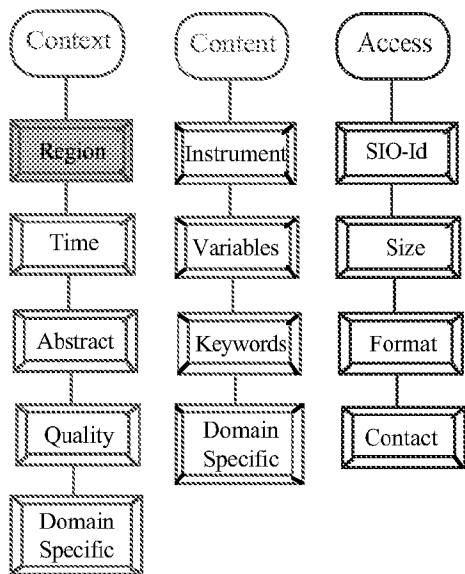 Context
Content
Access
Region
Instrument
SIO-Id
Time
Variables
Size
Abstract
Keywords
Format
Quality
Domain
Specific
Contact
Domain
Specific